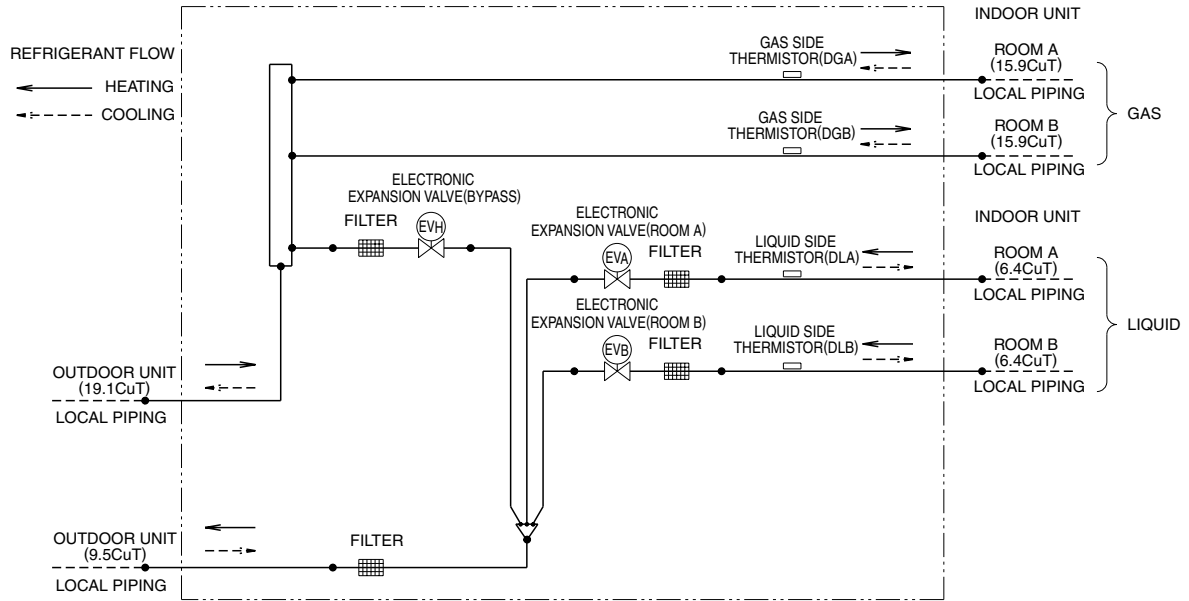 REFRIGERANT FLOW
HEATING
COOLING
INDOOR UNIT
GAS SIDE
THERMISTOR(DGA)
ROOM A
(15.9CuT)
LOCAL PIPING
GAS
GAS SIDE
THERMISTOR(DGB)
ROOM B
(15.9CuT)
LOCAL PIPING
ELECTRONIC
EXPANSION VALVE(BYPASS)
FILTER
EVH
INDOOR UNIT
ELECTRONIC
EXPANSION VALVE(ROOM A)
EVA
FILTER
LIQUID SIDE
THERMISTOR(DLA)
ROOM A
(6.4CuT)
LOCAL PIPING
LIQUID
ELECTRONIC
EXPANSION VALVE(ROOM B)
EVB
FILTER
LIQUID SIDE
THERMISTOR(DLB)
ROOM B
(6.4CuT)
LOCAL PIPING
OUTDOOR UNIT
(19.1CuT)
LOCAL PIPING
OUTDOOR UNIT
(9.5CuT)
LOCAL PIPING
FILTER